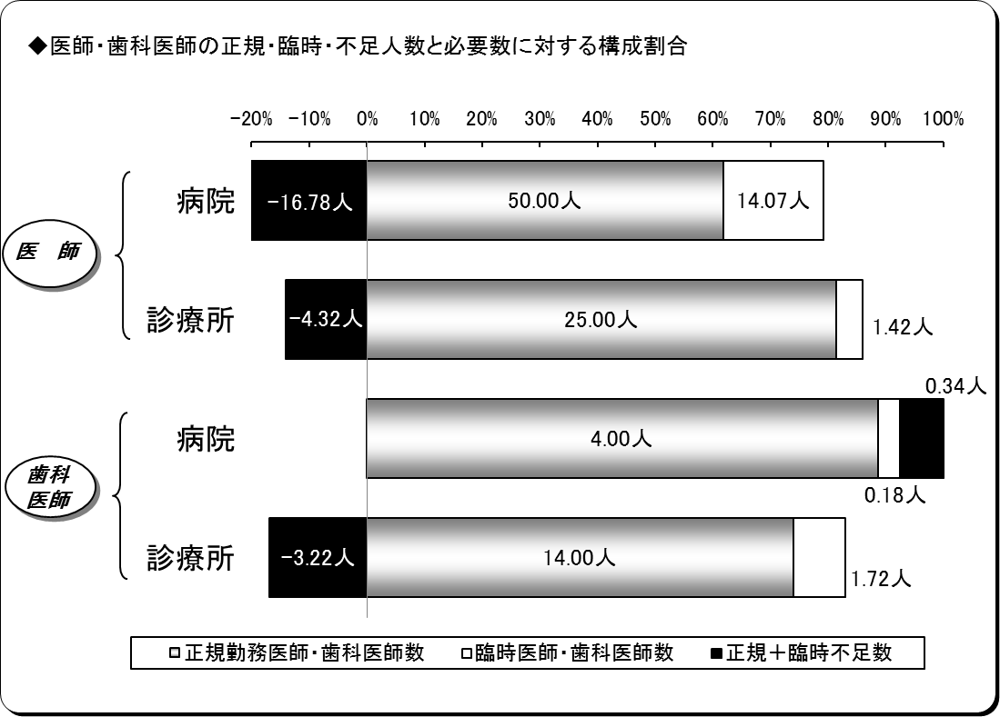 ◆医師・歯科医師の正規・臨時・不足人数と必要数に対する構成割合
-20% -10% 0% 10% 20% 30% 40% 50% 60% 70% 80% 90% 100%
医 師
病院
-16.78人 50.00人 14.07人
診療所
-4.32人 25.00人 1.42人
歯科
医師
病院
4.00人 0.18人 0.34人
診療所
-3.22人 14.00人 1.72人
正規勤務医師・歯科医師数 臨時医師・歯科医師数 正規＋臨時不足数